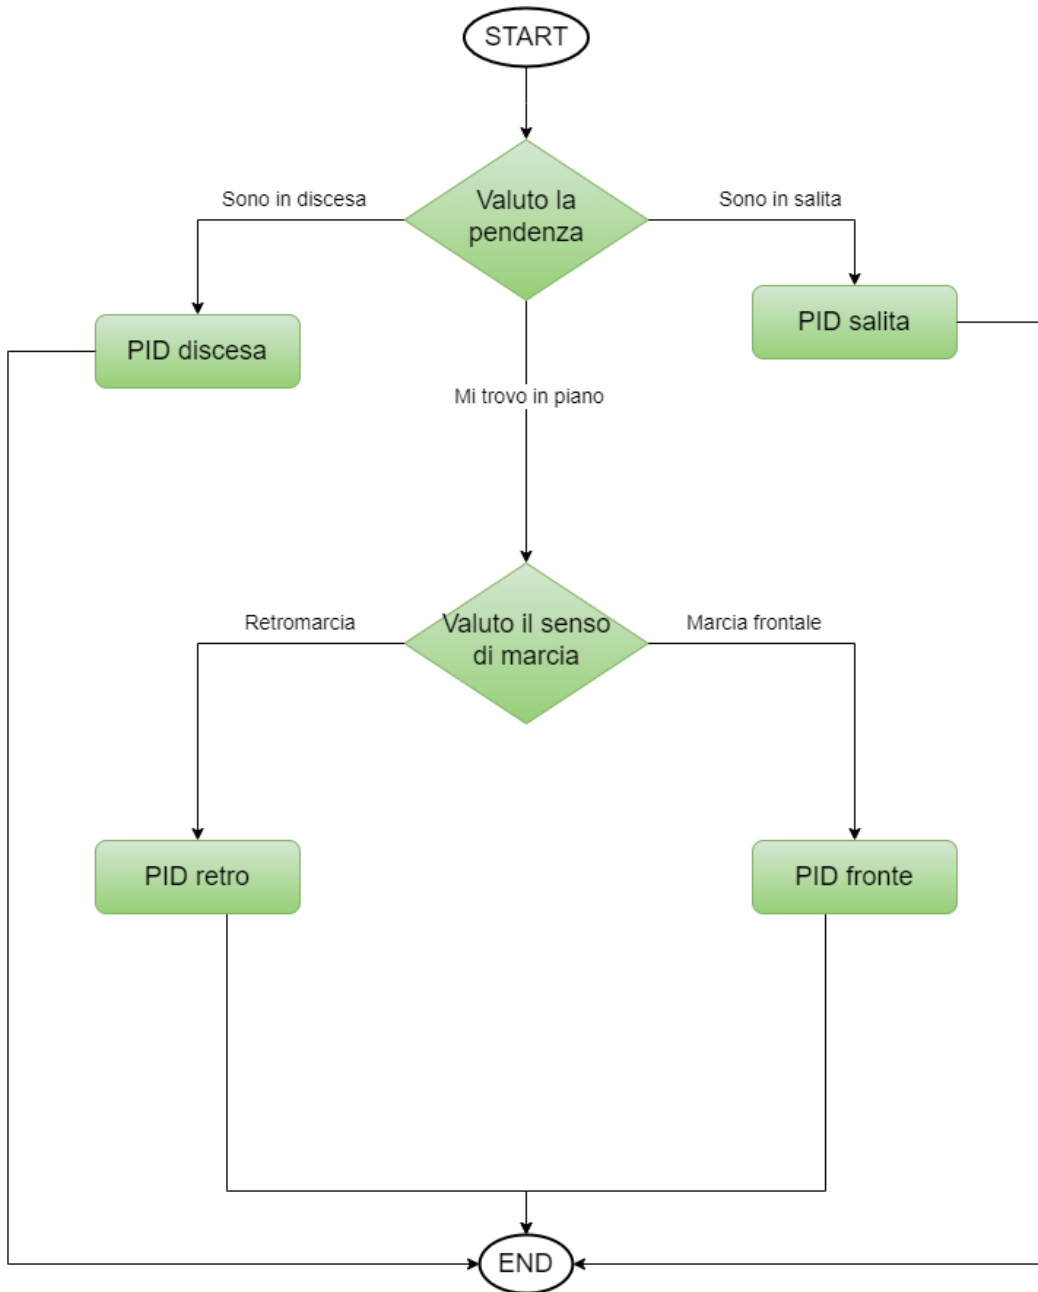 START
Sono in discesa
Valuto la
pendenza
Sono in salita
PID discesa
PID salita
Mi trovo in piano
Retromarcia
Valuto il senso
di marcia
Marcia frontale
PID retro
PID fronte
END